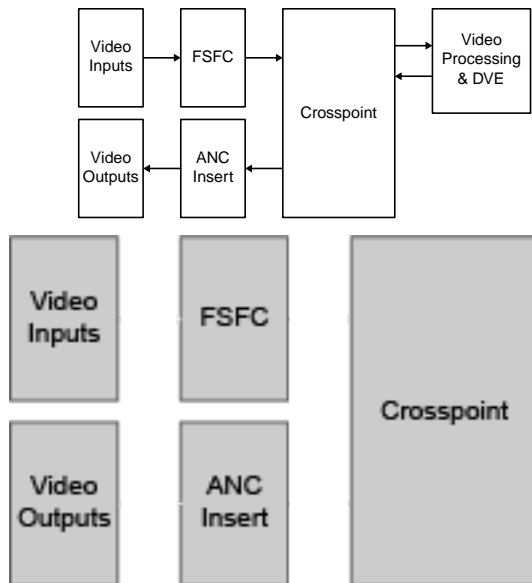 Video
Inputs
FSFC
Crosspoint
Video
Processing
& DVE
Video
Outputs
ANC
Insert
Video
Inputs
FSFC
Crosspoint
Video
Outputs
ANC
Insert